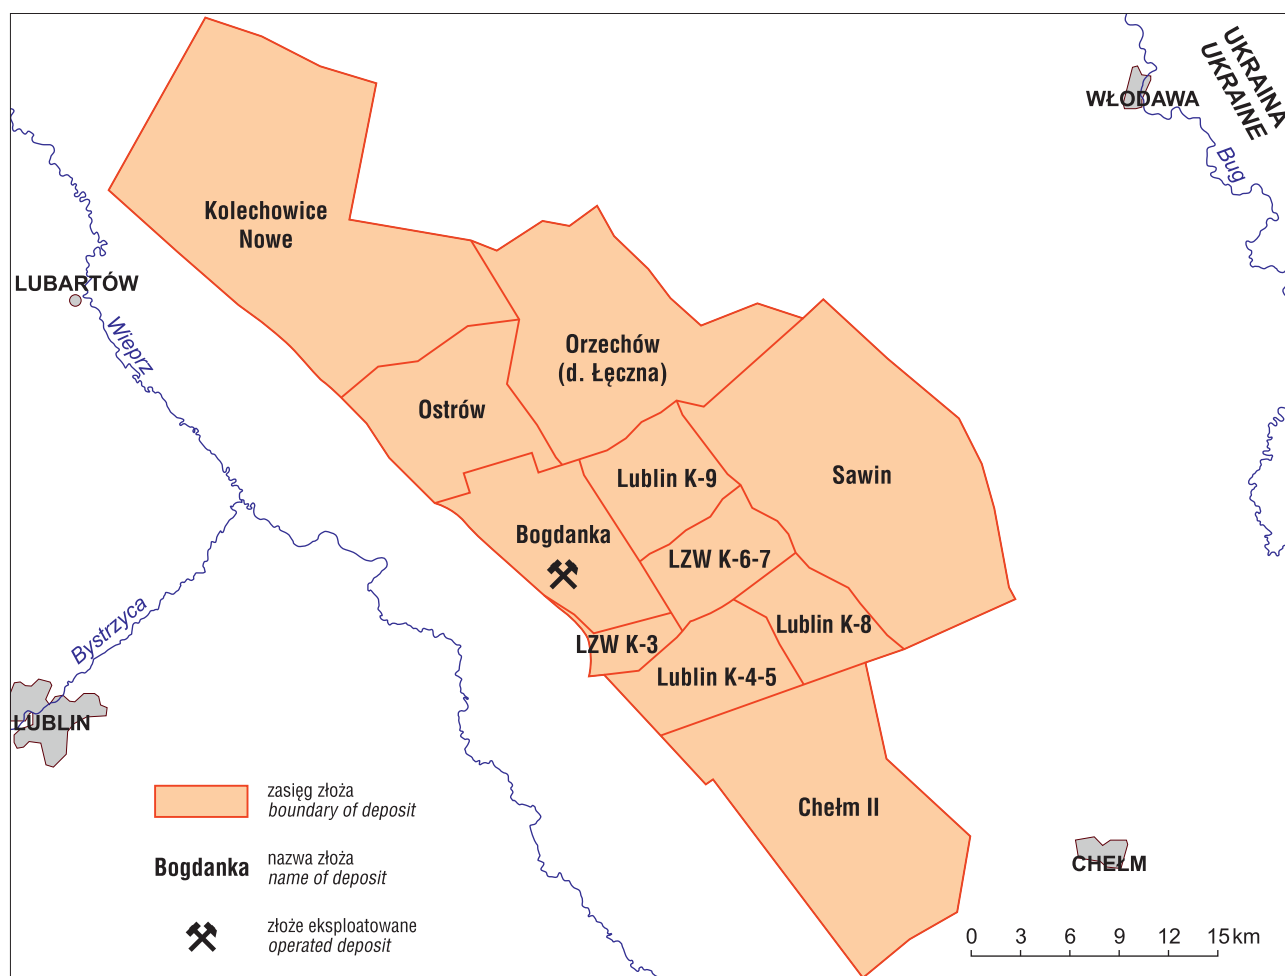 UKRAINA
UKRAINE
WŁODAWA
Bug
Kolechowice
Nowe
LUBARTÓW
Wieprz
Orzechów
(d. Łęczna)
Ostrów
Lublin K-9
Sawin
Bogdanka
LZW K-6-7
Bystrzyca
Lublin K-8
LZW K-3
Lublin K-4-5
LUBLIN
zasięg złoża
boundary of deposit
Chełm II
Bogdanka
nazwa złoża
name of deposit
CHEŁM
złoże eksploatowane
operated deposit
0 3 6 9 12 15 km